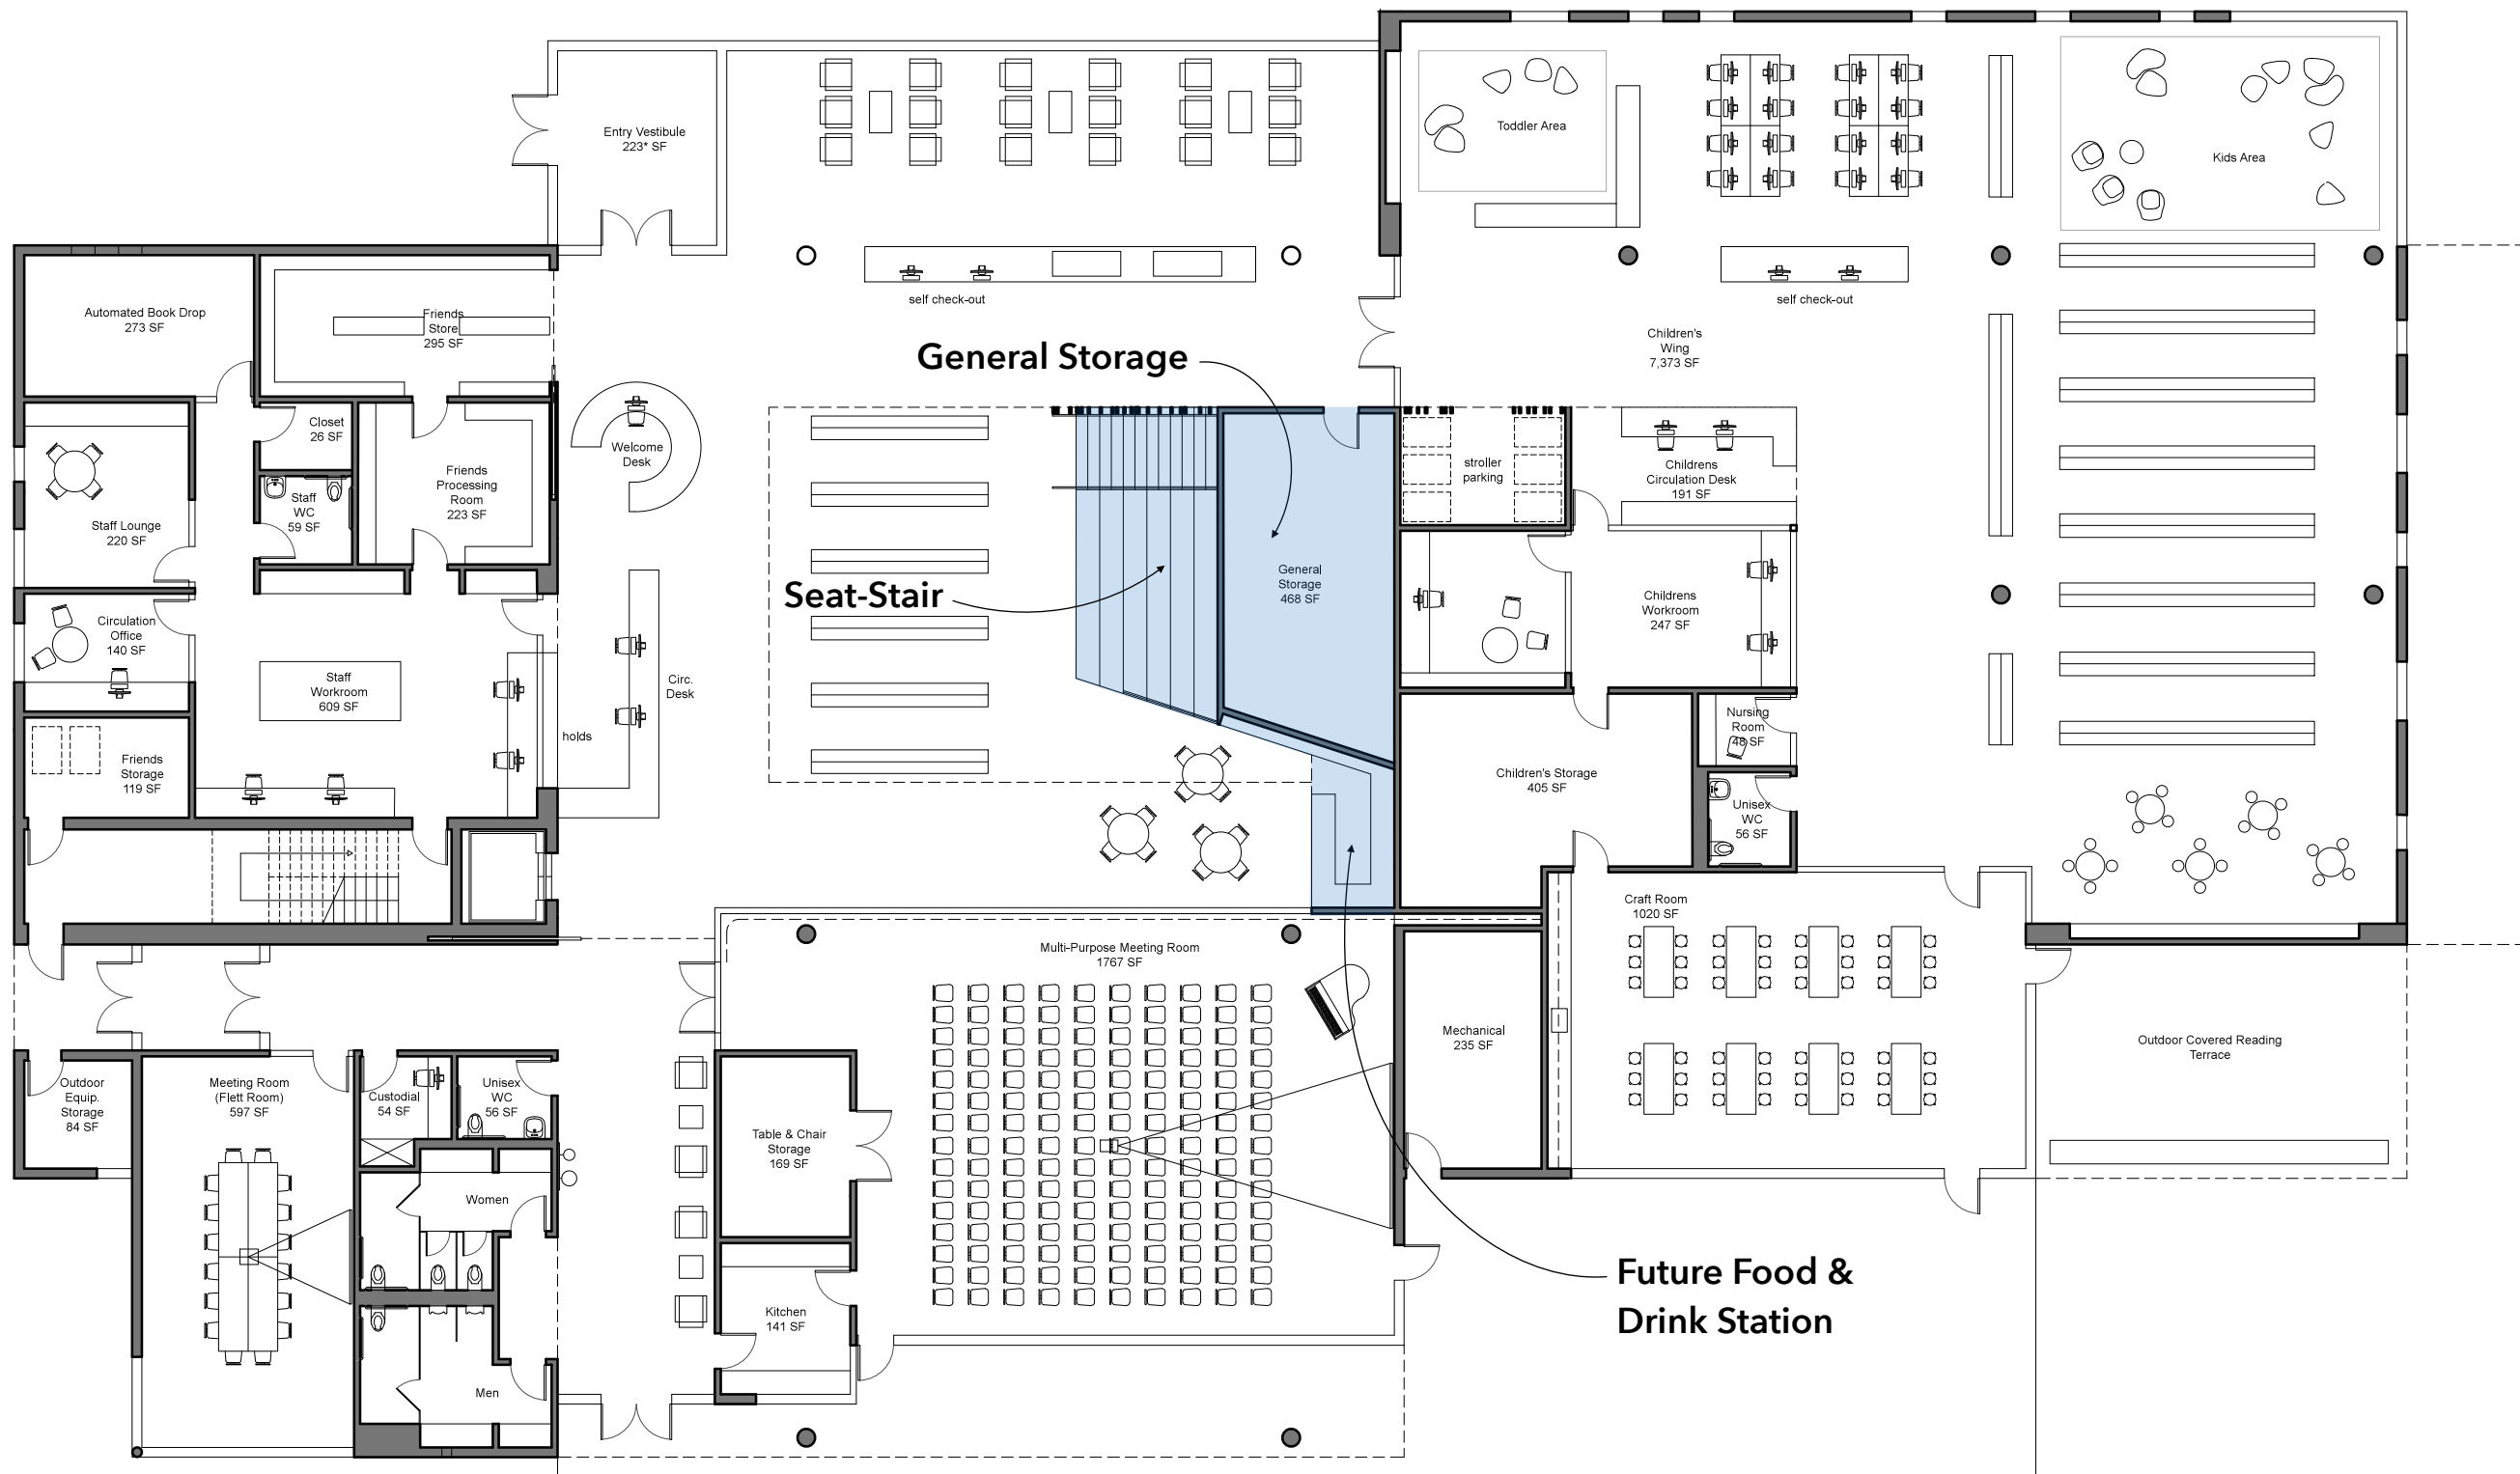 Entry Vestibule
223* SF
Toddler Area
Kids Area
self check-out
self check-out
Automated Book Drop
273 SF
Friends
Store
295 SF
Children's
Wing
7,373 SF
General Storage
Closet
26 SF
Welcome
Desk
Friends
Processing
Room
223 SF
Staff
WC
59 SF
Staff Lounge
220 SF
stroller
parking
Childrens
Circulation Desk
191 SF
Seat-Stair
General
Storage
468 SF
Childrens
Workroom
247 SF
Circulation
Office
140 SF
Staff
Workroom
609 SF
Circ.
Desk
holds
Nursing
Room
48 SF
Friends
Storage
119 SF
Children's Storage
405 SF
Unisex
WC
56 SF
Craft Room
1020 SF
Multi-Purpose Meeting Room
1767 SF
Mechanical
235 SF
Outdoor Covered Reading
Terrace
Outdoor
Equip.
Storage
84 SF
Meeting Room
(Flett Room)
597 SF
Custodial
54 SF
Unisex
WC
56 SF
Table & Chair
Storage
169 SF
Women
Kitchen
141 SF
Men
Future Food &
Drink Station